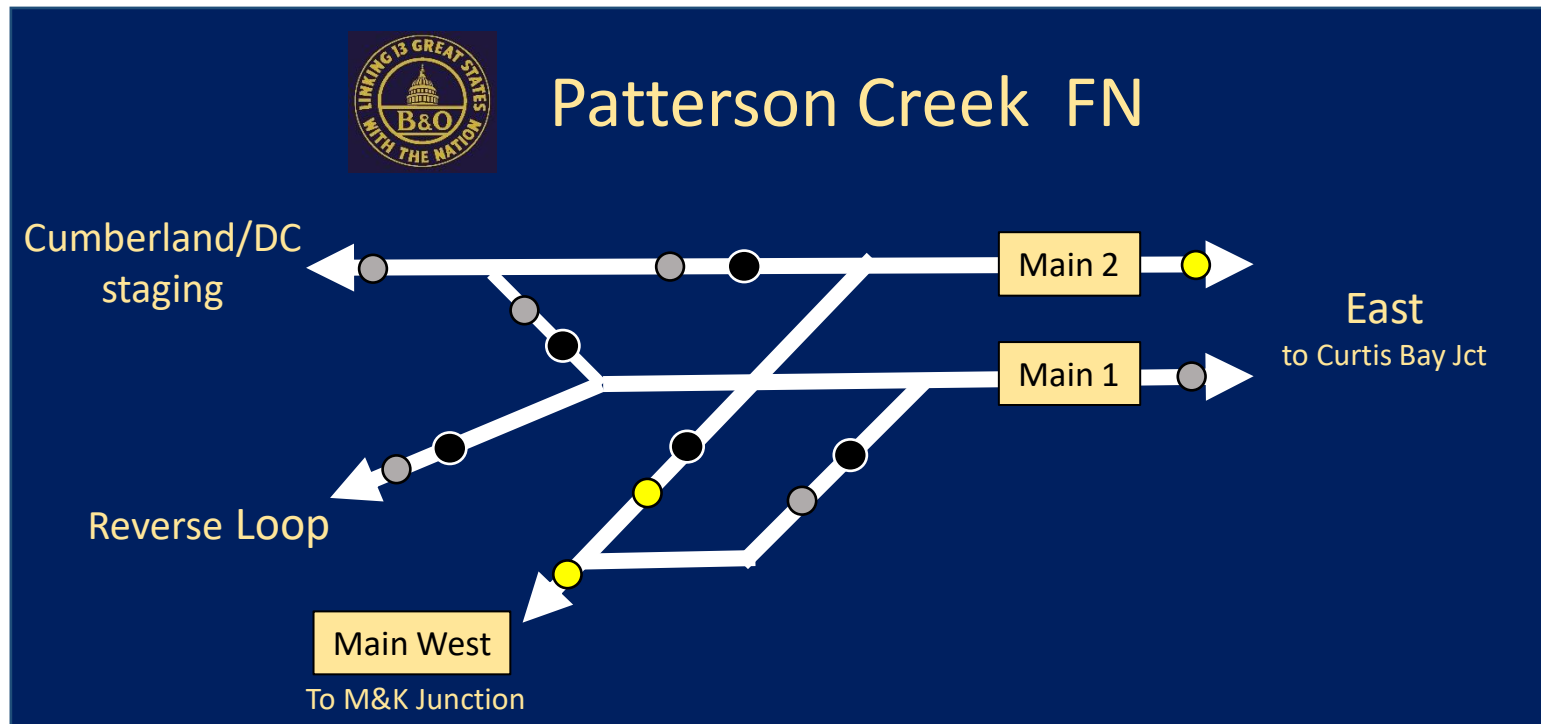 LINKING 13 GREAT STATES
B&O
WITH THE NATION
Patterson Creek FN
Cumberland/DC
staging
Main 2
East
to Curtis Bay Jct
Main 1
Reverse Loop
Main West
To M&K Junction